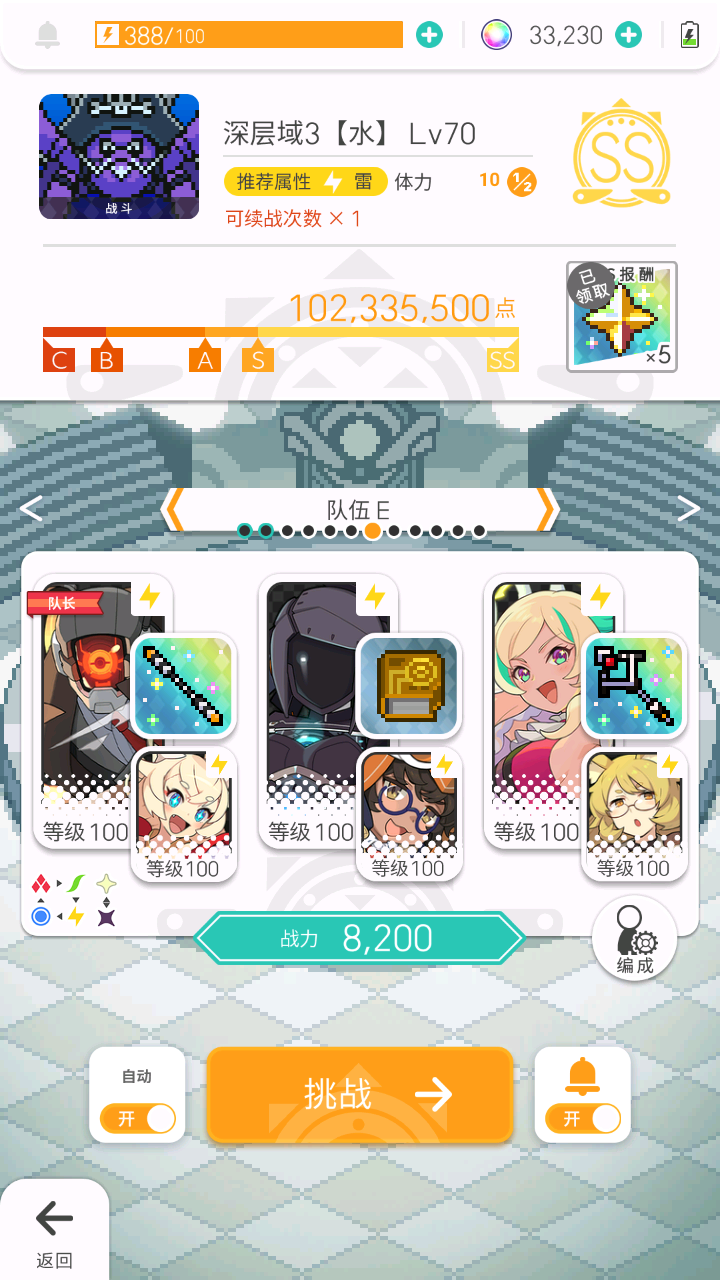 388/100
33,230
深层域3【水】 Lv70
战斗
推荐属性 雷 体力 10 1/2
可续战次数 × 1
SS
102,335,500点
S报酬
已领取
×5
C B A S SS
队伍 E
队长
等级100
等级100
等级100
等级100
等级100
等级100
战力 8,200
编成
自动
开
挑战
开
返回